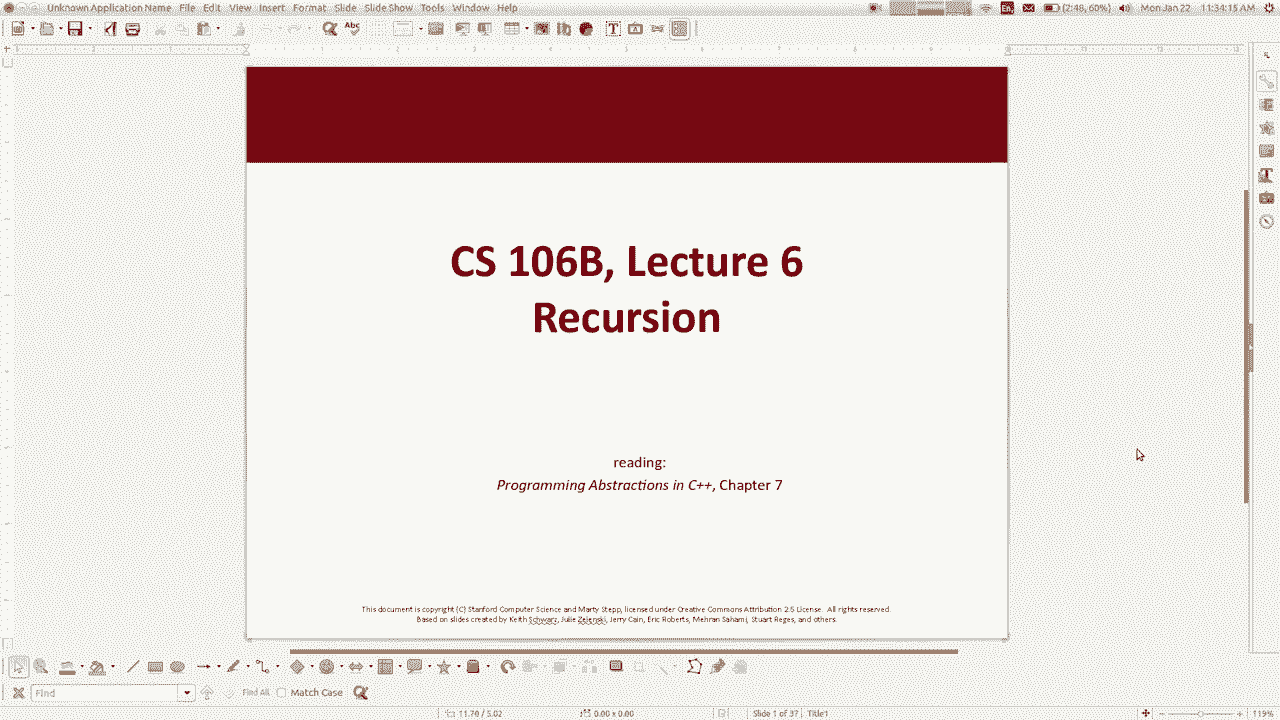 Unknown Application Name File Edit View Insert Format Slide Slide Show Tools Window Help
En (2:48, 60%) Mon Jan 22 11:34:15 AM
Abc
CS 106B, Lecture 6
Recursion
reading:
Programming Abstractions in C++, Chapter 7
This document is copyright (C) Stanford Computer Science and Marty Stepp, licensed under Creative Commons Attribution 2.5 License. All rights reserved.
Based on slides created by Keith Schwarz, Julie Zelenski, Jerry Cain, Eric Roberts, Mehran Sahami, Stuart Reges, and others.
Find Find All Match Case
11.70 / 5.02 0.00 x 0.00 Slide 1 of 37 Title1 119%